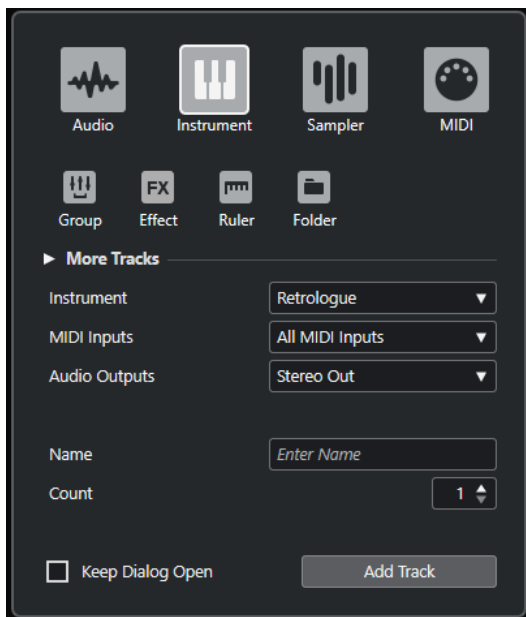 Audio Instrument Sampler MIDI
FX
Group Effect Ruler Folder
More Tracks
Instrument Retrologue
MIDI Inputs All MIDI Inputs
Audio Outputs Stereo Out
Name Enter Name
Count 1
Keep Dialog Open Add Track